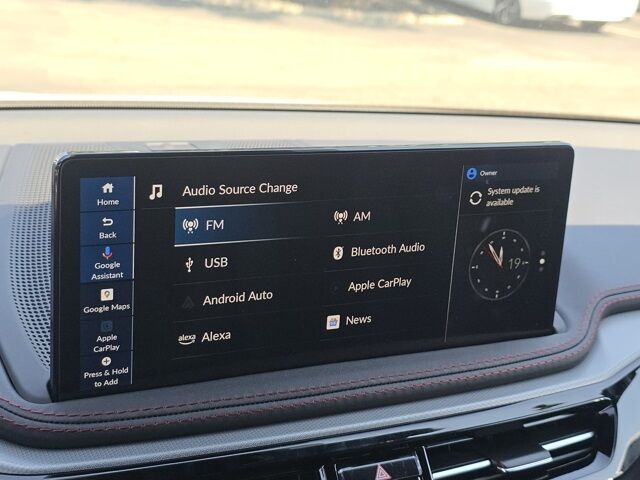 Home
Back
Google
Assistant
Google Maps
Apple
CarPlay
Press & Hold
to Add
Audio Source Change
FM
AM
USB
Bluetooth Audio
Android Auto
Apple CarPlay
alexa Alexa
News
Owner
System update is
available
19